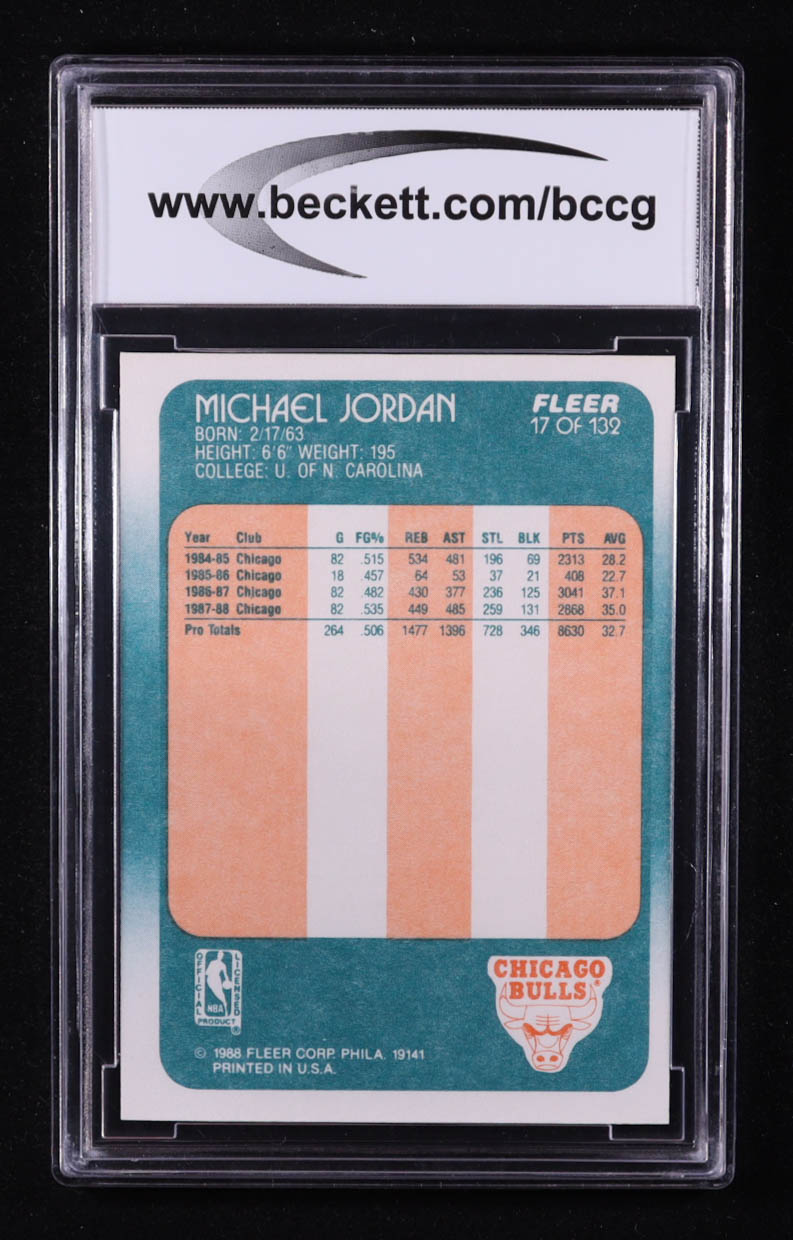 www.beckett.com/bccg
MICHAEL JORDAN
FLEER
17 OF 132
BORN: 2/17/63
HEIGHT: 6'6" WEIGHT: 195
COLLEGE: U. OF N. CAROLINA
Year Club G FG% REB AST STL BLK PTS AVG
1984-85 Chicago 82 .515 534 481 196 69 2313 28.2
1985-86 Chicago 18 .457 64 53 37 21 408 22.7
1986-87 Chicago 82 .482 430 377 236 125 3041 37.1
1987-88 Chicago 82 .535 449 485 259 131 2868 35.0
Pro Totals 264 .506 1477 1396 728 346 8630 32.7
OFFICIAL
NBA
LICENSED
PRODUCT ®
CHICAGO
BULLS ®
© 1988 FLEER CORP. PHILA. 19141
PRINTED IN U.S.A.